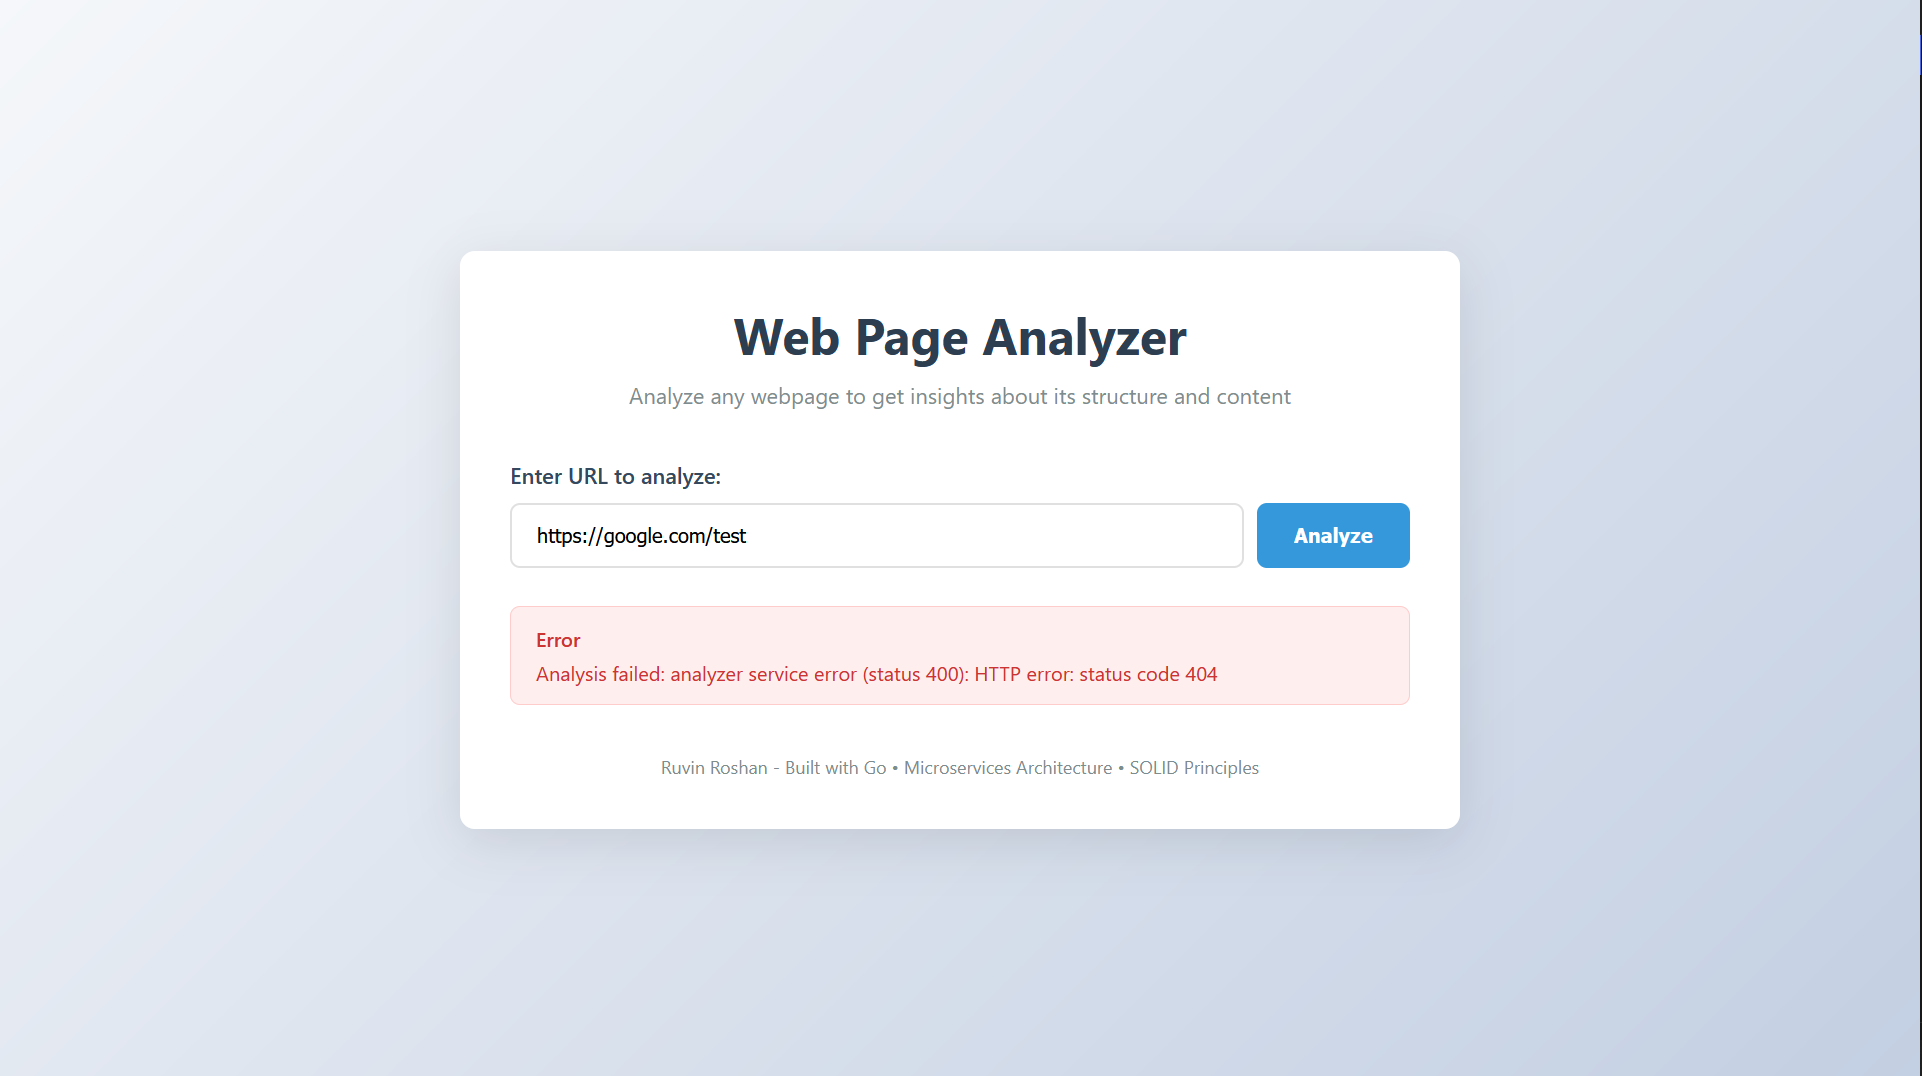 Web Page Analyzer
Analyze any webpage to get insights about its structure and content
Enter URL to analyze:
https://google.com/test
Analyze
Error
Analysis failed: analyzer service error (status 400): HTTP error: status code 404
Ruvin Roshan - Built with Go • Microservices Architecture • SOLID Principles